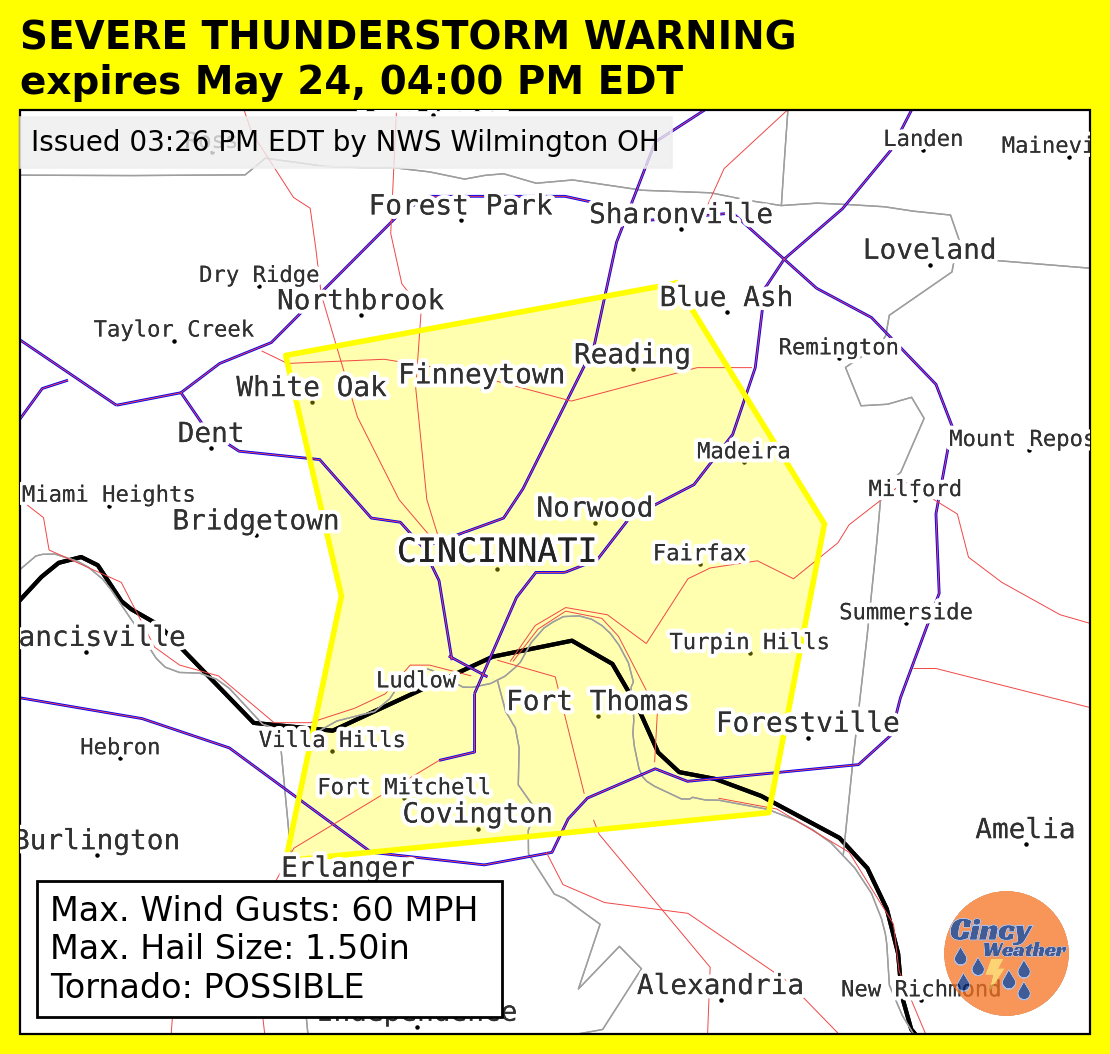 SEVERE THUNDERSTORM WARNING
expires May 24, 04:00 PM EDT
Issued 03:26 PM EDT by NWS Wilmington OH
Ross
Landen
Mainevi
Forest Park
Sharonville
Loveland
Dry Ridge
Northbrook
Blue Ash
Taylor Creek
Remington
Reading
White Oak
Finneytown
Dent
Mount Repos
Madeira
Miami Heights
Milford
Bridgetown
Norwood
CINCINNATI
Fairfax
Summerside
ancisville
Turpin Hills
Ludlow
Fort Thomas
Forestville
Hebron
Villa Hills
Fort Mitchell
Covington
Burlington
Amelia
Erlanger
Max. Wind Gusts: 60 MPH
Max. Hail Size: 1.50in
Tornado: POSSIBLE
Cincy
Weather
Alexandria
New Richmond
Independence